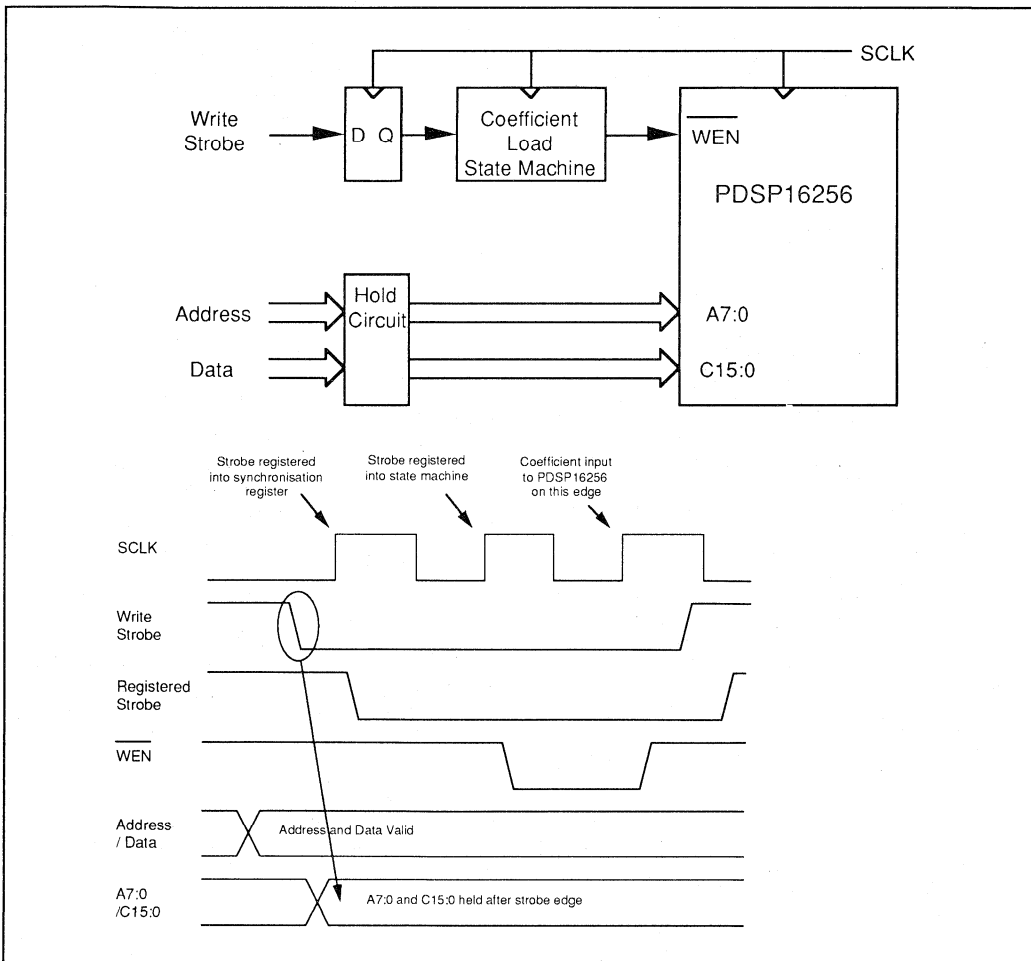 SCLK
Write
Strobe
D Q
Coefficient
Load
State Machine
WEN
PDSP16256
Address
Hold
Circuit
A7:0
Data
C15:0
Strobe registered
into synchronisation
register
Strobe registered
into state machine
Coefficient input
to PDSP16256
on this edge
SCLK
Write
Strobe
Registered
Strobe
WEN
Address
/ Data
Address and Data Valid
A7:0
/C15:0
A7:0 and C15:0 held after strobe edge